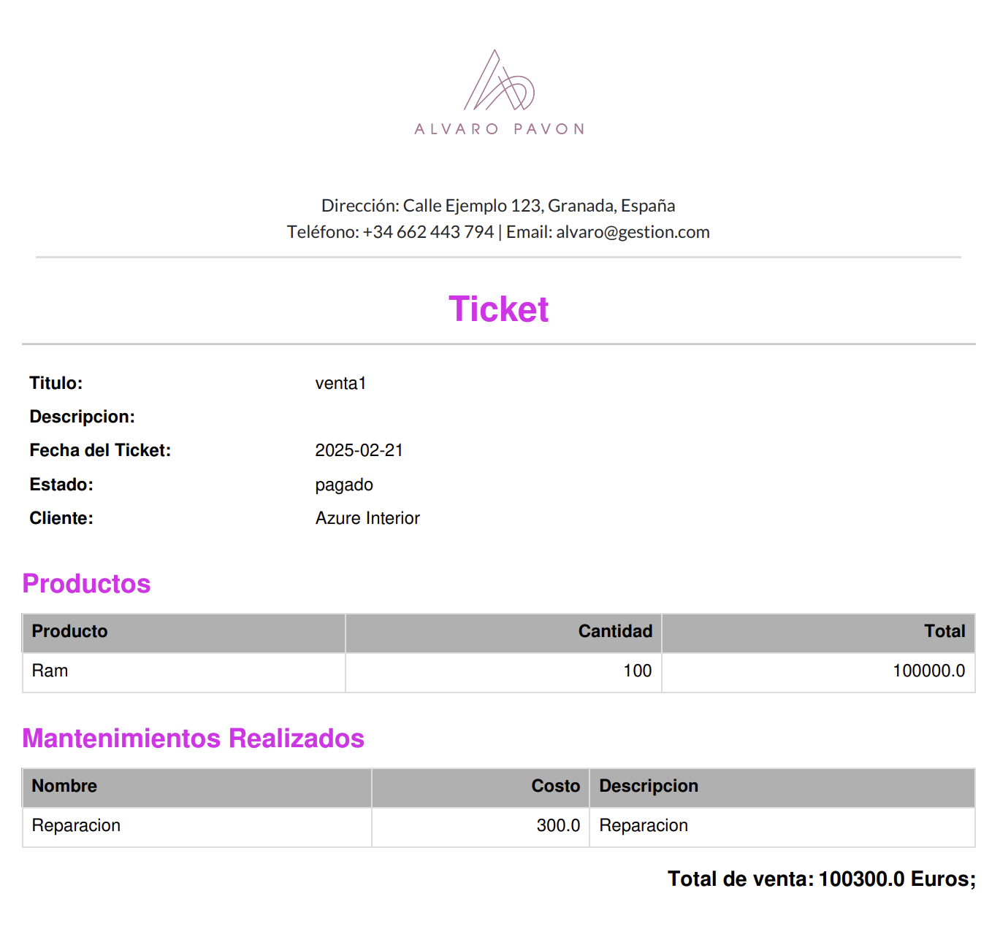 ALVARO PAVON
Dirección: Calle Ejemplo 123, Granada, España
Teléfono: +34 662 443 794 | Email: alvaro@gestion.com
Ticket
Titulo: venta1
Descripcion:
Fecha del Ticket: 2025-02-21
Estado: pagado
Cliente: Azure Interior
Productos
Producto Cantidad Total
Ram 100 100000.0
Mantenimientos Realizados
Nombre Costo Descripcion
Reparacion 300.0 Reparacion
Total de venta: 100300.0 Euros;